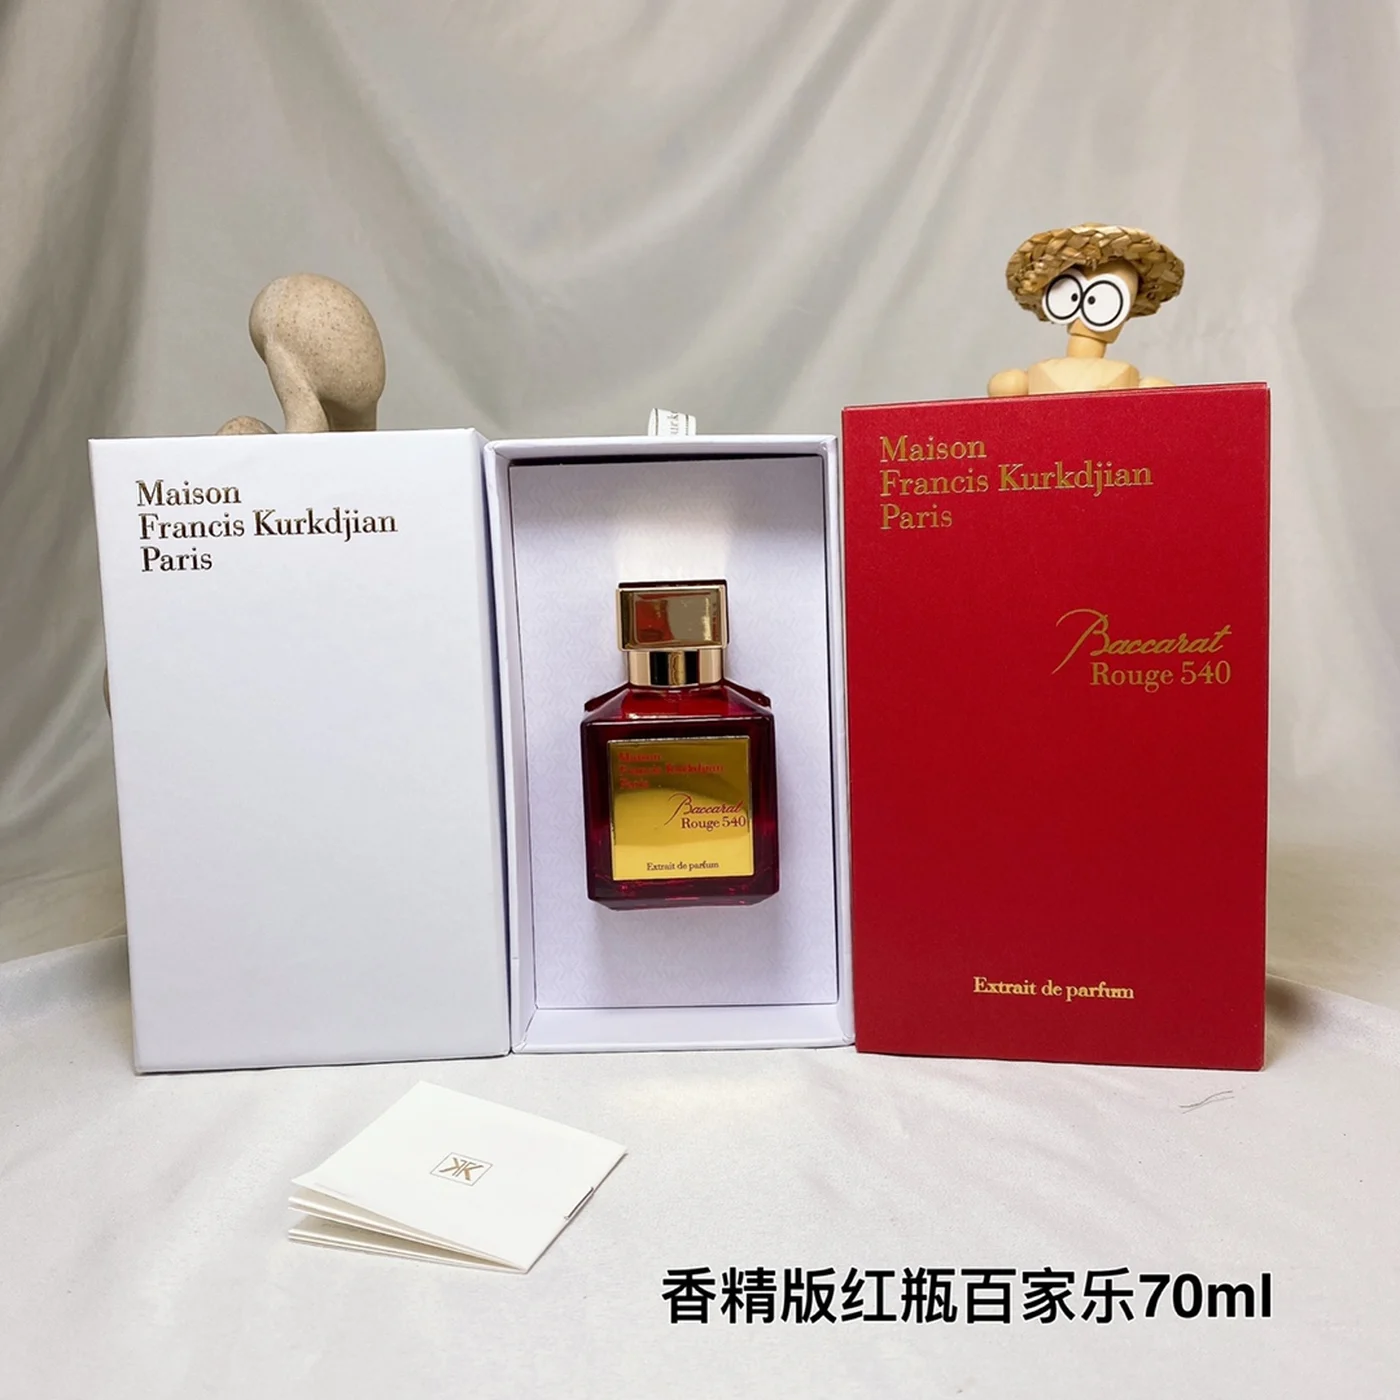 Maison
Francis Kurkdjian
Paris
Maison
Francis Kurkdjian
Paris
Baccarat
Rouge 540
Extrait de parfum
Maison
Francis Kurkdjian
Paris
Baccarat
Rouge 540
Extrait de parfum
香精版红瓶百家乐70ml